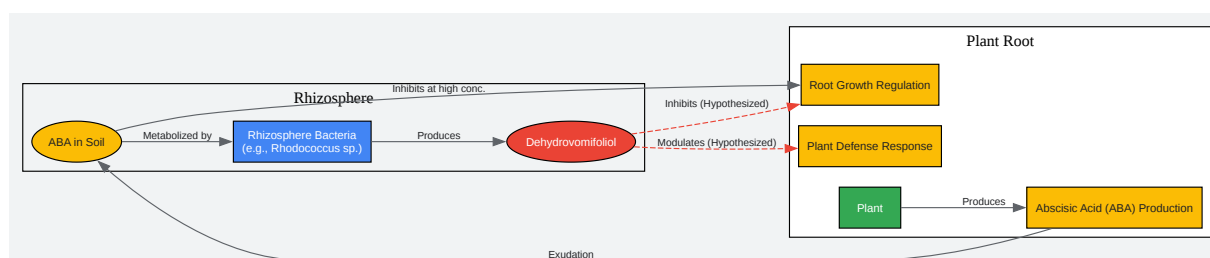 Plant Root
Rhizosphere
Inhibits at high conc.
Root Growth Regulation
Inhibits (Hypothesized)
ABA in Soil
Metabolized by
Rhizosphere Bacteria
(e.g., Rhodococcus sp.)
Produces
Dehydrovomifoliol
Modulates (Hypothesized)
Plant Defense Response
Plant
Produces
Abscisic Acid (ABA) Production
Exudation